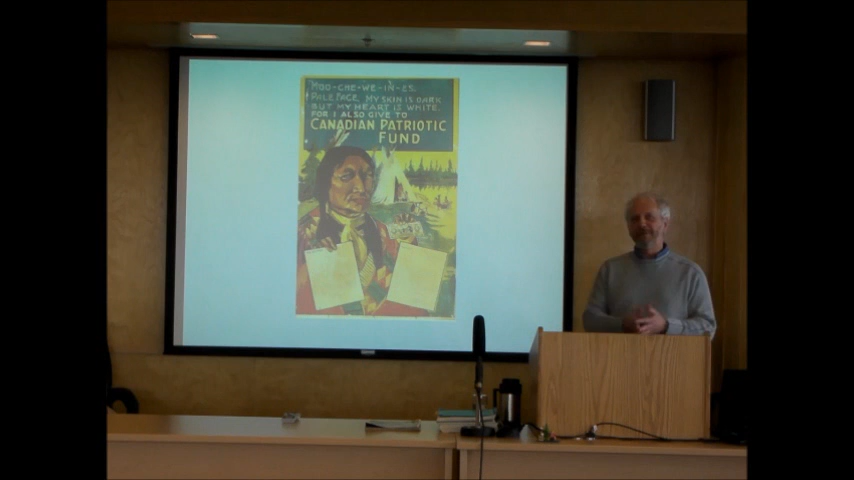 MOO-CHE-WE-IN-ES.
PALE FACE, MY SKIN IS DARK
BUT MY HEART IS WHITE,
FOR I ALSO GIVE TO
CANADIAN PATRIOTIC
FUND